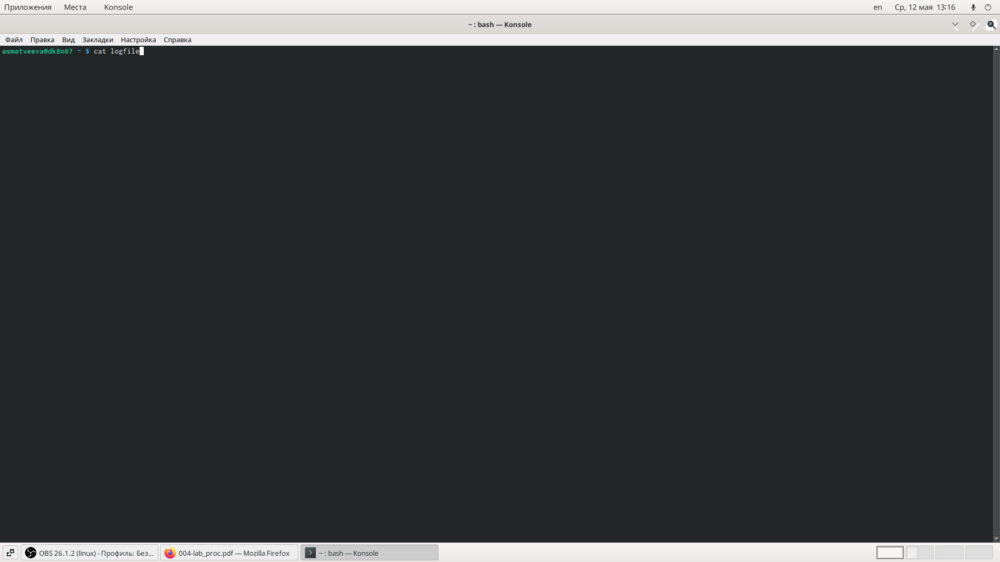 Приложения Места Konsole en Ср, 12 мая 13:16
~ : bash — Konsole
Файл Правка Вид Закладки Настройка Справка
asmatveeva@dk8n67 ~ $ cat logfile
OBS 26.1.2 (linux) - Профиль: Без... 004-lab_proc.pdf — Mozilla Firefox ~ : bash — Konsole